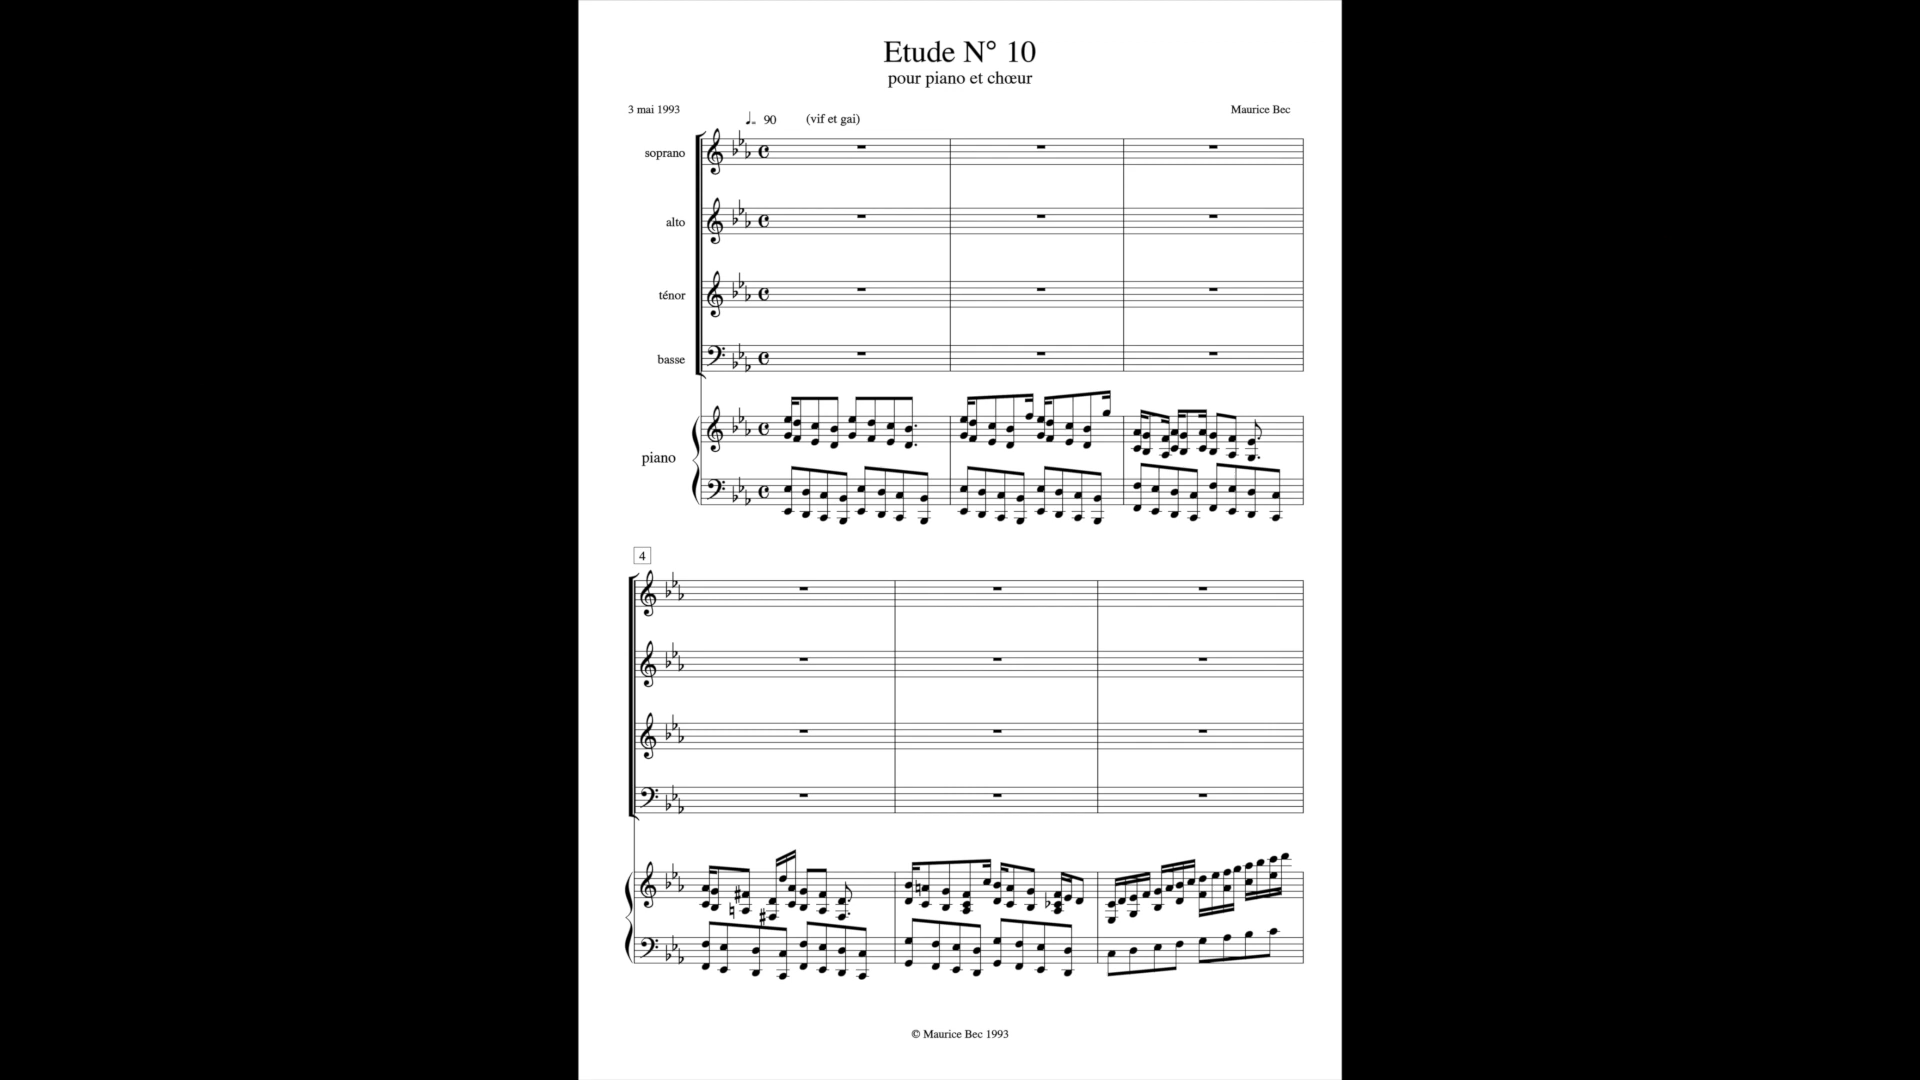 Etude N° 10
pour piano et chœur
3 mai 1993
Maurice Bec
90 (vif et gai)
soprano
alto
ténor
basse
piano
4
© Maurice Bec 1993